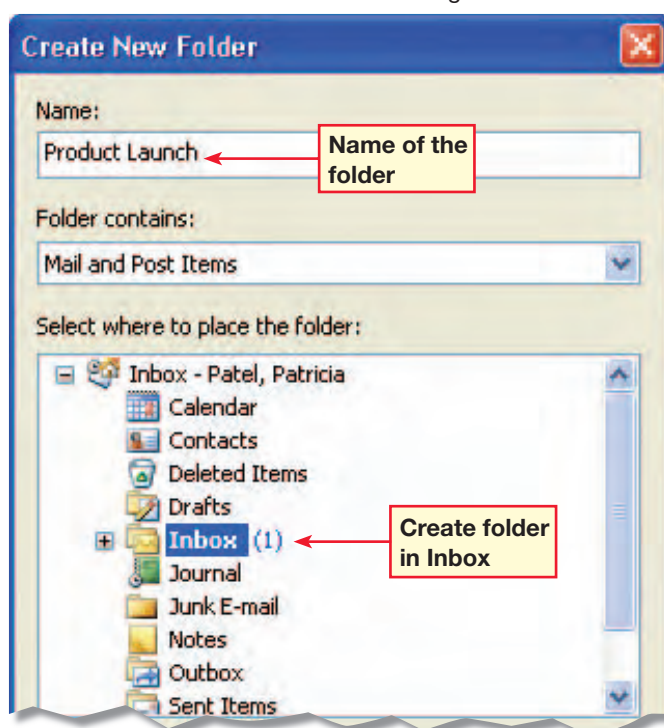 Create New Folder
Name:
Product Launch
Name of the
folder
Folder contains:
Mail and Post Items
Select where to place the folder:
Inbox - Patel, Patricia
Calendar
Contacts
Deleted Items
Drafts
Inbox (1)
Create folder
in Inbox
Journal
Junk E-mail
Notes
Outbox
Sent Items